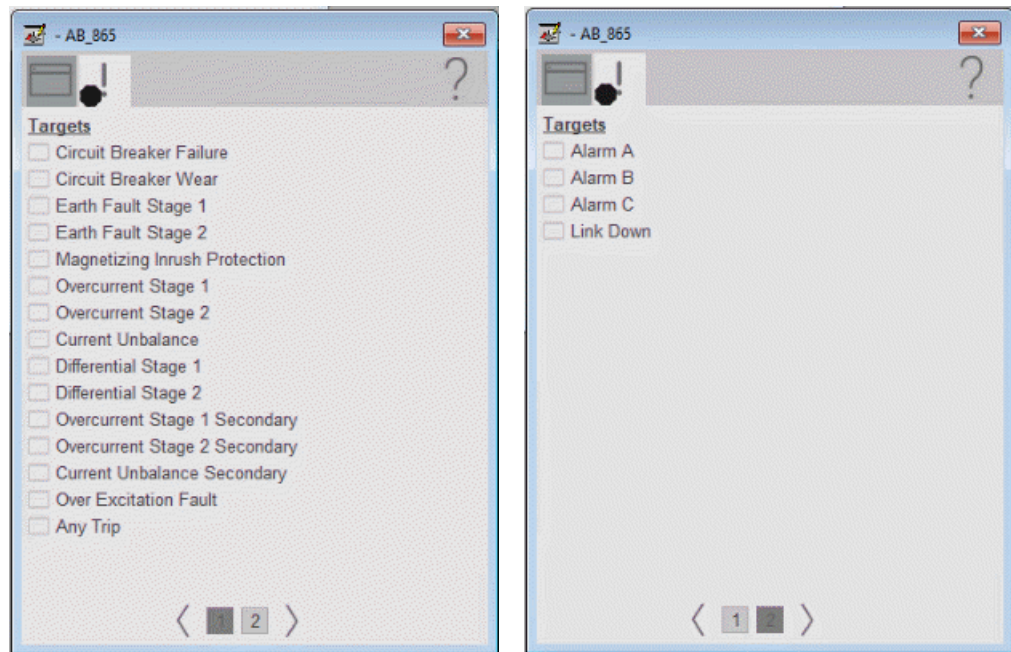 - AB_865
?
Targets
Circuit Breaker Failure
Circuit Breaker Wear
Earth Fault Stage 1
Earth Fault Stage 2
Magnetizing Inrush Protection
Overcurrent Stage 1
Overcurrent Stage 2
Current Unbalance
Differential Stage 1
Differential Stage 2
Overcurrent Stage 1 Secondary
Overcurrent Stage 2 Secondary
Current Unbalance Secondary
Over Excitation Fault
Any Trip
1 2
- AB_865
?
Targets
Alarm A
Alarm B
Alarm C
Link Down
1 2